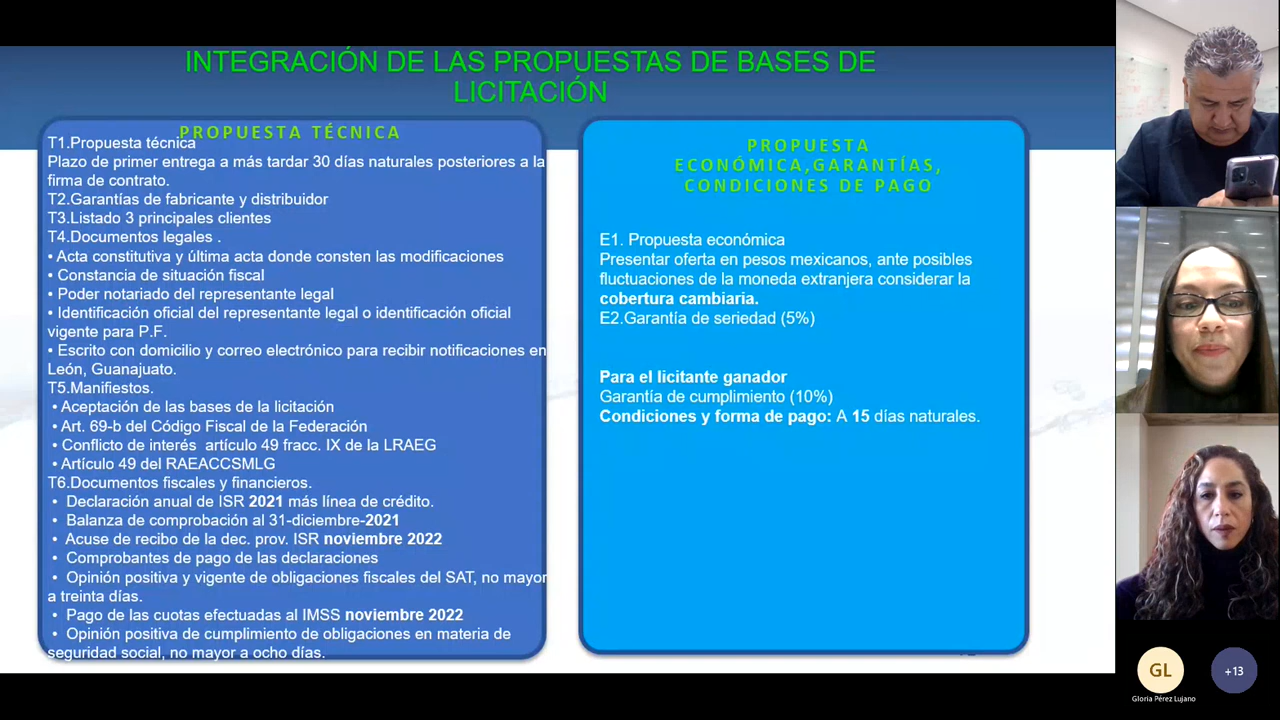 INTEGRACIÓN DE LAS PROPUESTAS DE BASES DE
LICITACIÓN
PROPUESTA TÉCNICA
T1.Propuesta técnica
Plazo de primer entrega a más tardar 30 días naturales posteriores a la
firma de contrato.
T2.Garantías de fabricante y distribuidor
T3.Listado 3 principales clientes
T4.Documentos legales .
• Acta constitutiva y última acta donde consten las modificaciones
• Constancia de situación fiscal
• Poder notariado del representante legal
• Identificación oficial del representante legal o identificación oficial
vigente para P.F.
• Escrito con domicilio y correo electrónico para recibir notificaciones en
León, Guanajuato.
T5.Manifiestos.
• Aceptación de las bases de la licitación
• Art. 69-b del Código Fiscal de la Federación
• Conflicto de interés artículo 49 fracc. IX de la LRAEG
• Artículo 49 del RAEACCSMLG
T6.Documentos fiscales y financieros.
• Declaración anual de ISR 2021 más línea de crédito.
• Balanza de comprobación al 31-diciembre-2021
• Acuse de recibo de la dec. prov. ISR noviembre 2022
• Comprobantes de pago de las declaraciones
• Opinión positiva y vigente de obligaciones fiscales del SAT, no mayor
a treinta días.
• Pago de las cuotas efectuadas al IMSS noviembre 2022
• Opinión positiva de cumplimiento de obligaciones en materia de
seguridad social, no mayor a ocho días.
PROPUESTA
ECONÓMICA,GARANTÍAS,
CONDICIONES DE PAGO
E1. Propuesta económica
Presentar oferta en pesos mexicanos, ante posibles
fluctuaciones de la moneda extranjera considerar la
cobertura cambiaria.
E2.Garantía de seriedad (5%)
Para el licitante ganador
Garantía de cumplimiento (10%)
Condiciones y forma de pago: A 15 días naturales.
GL
+13
Gloria Pérez Lujano